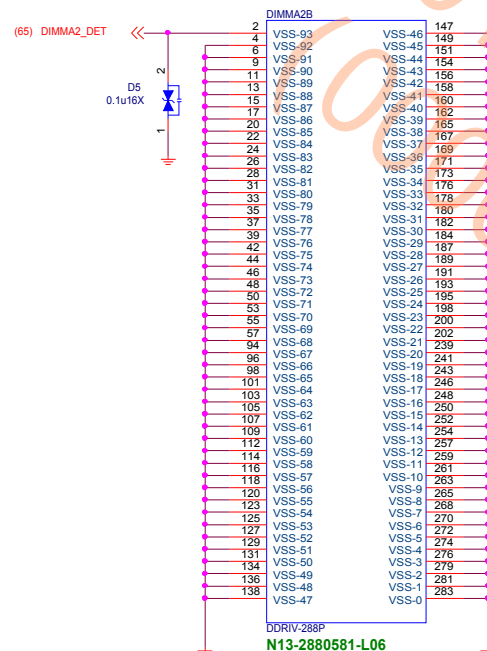 DIMMA2B
(65) DIMMA2_DET
2 VSS-93 VSS-46 147
4 VSS-92 VSS-45 149
6 VSS-91 VSS-44 151
9 VSS-90 VSS-43 154
11 VSS-89 VSS-42 156
13 VSS-88 VSS-41 158
15 VSS-87 VSS-40 160
17 VSS-86 VSS-39 162
20 VSS-85 VSS-38 165
22 VSS-84 VSS-37 167
24 VSS-83 VSS-36 169
26 VSS-82 VSS-35 171
28 VSS-81 VSS-34 173
31 VSS-80 VSS-33 176
33 VSS-79 VSS-32 178
35 VSS-78 VSS-31 180
37 VSS-77 VSS-30 182
39 VSS-76 VSS-29 184
42 VSS-75 VSS-28 187
44 VSS-74 VSS-27 189
46 VSS-73 VSS-26 191
48 VSS-72 VSS-25 193
50 VSS-71 VSS-24 195
53 VSS-70 VSS-23 198
55 VSS-69 VSS-22 200
57 VSS-68 VSS-21 202
94 VSS-67 VSS-20 239
96 VSS-66 VSS-19 241
98 VSS-65 VSS-18 243
101 VSS-64 VSS-17 246
103 VSS-63 VSS-16 248
105 VSS-62 VSS-15 250
107 VSS-61 VSS-14 252
109 VSS-60 VSS-13 254
112 VSS-59 VSS-12 257
114 VSS-58 VSS-11 259
116 VSS-57 VSS-10 261
118 VSS-56 VSS-9 263
120 VSS-55 VSS-8 265
123 VSS-54 VSS-7 268
125 VSS-53 VSS-6 270
127 VSS-52 VSS-5 272
129 VSS-51 VSS-4 274
131 VSS-50 VSS-3 276
134 VSS-49 VSS-2 279
136 VSS-48 VSS-1 281
138 VSS-47 VSS-0 283
2
D5
0.1u16X
1
DDRIV-288P
N13-2880581-L06